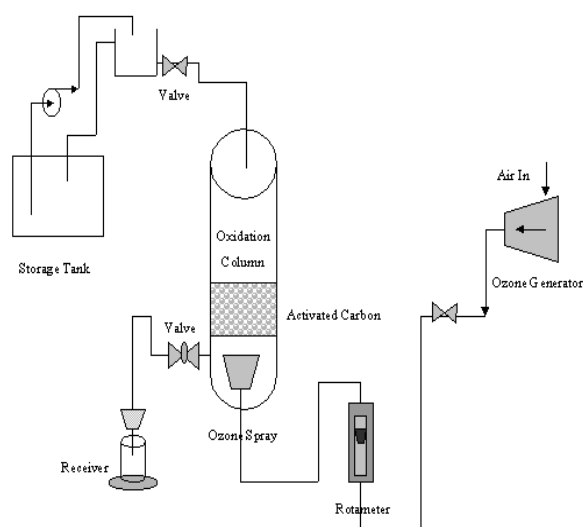 Valve
Air In
Oxidation
Column
Storage Tank
Ozone Generator
Activated Carbon
Valve
Ozone Spray
Receiver
Rotameter